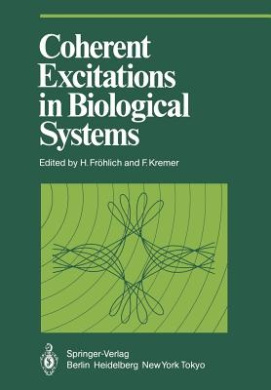 Coherent
Excitations
in Biological
Systems
Edited by H. Fröhlich and F. Kremer
Springer-Verlag
Berlin Heidelberg New York Tokyo